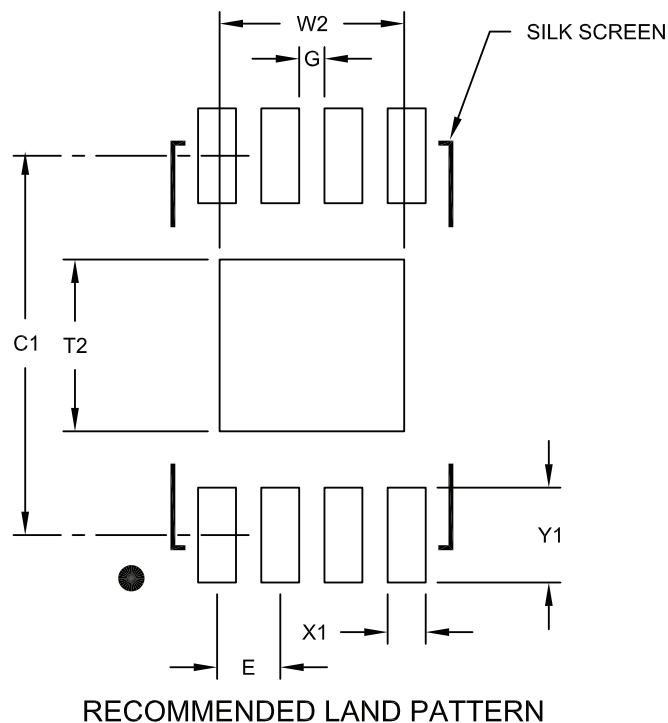 W2
SILK SCREEN
G
C1
T2
Y1
X1
E
RECOMMENDED LAND PATTERN